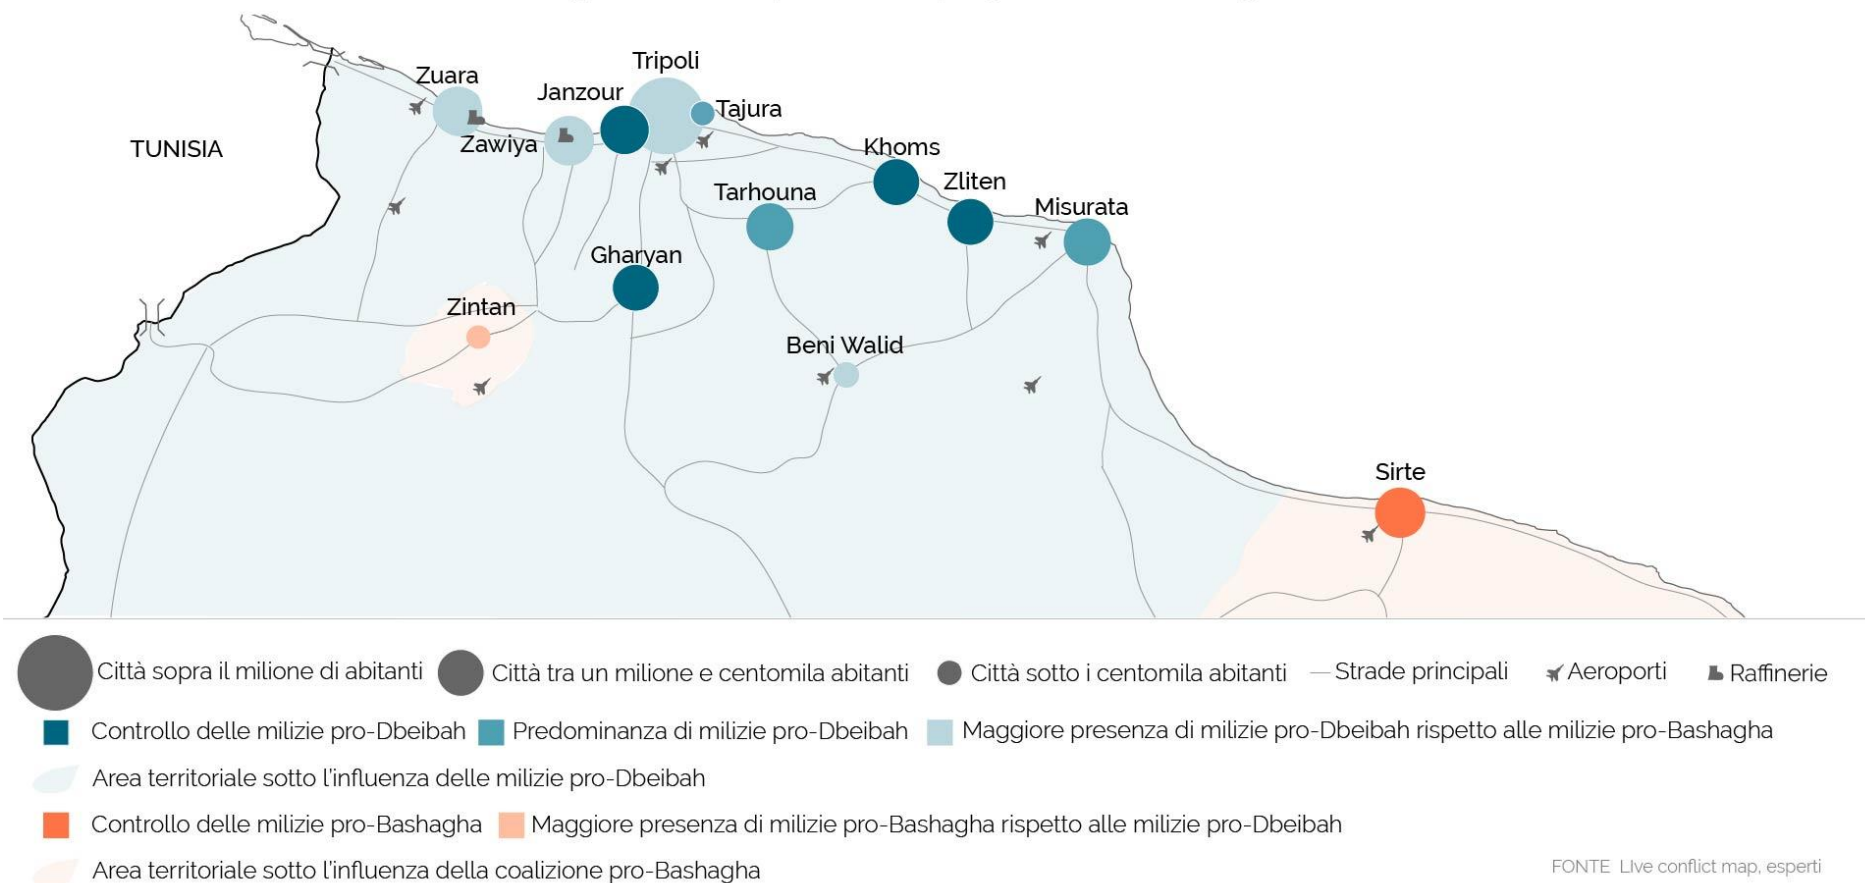 Tripoli
Zuara
Janzour
Tajura
TUNISIA
Zawiya
Khoms
Zliten
Tarhouna
Misurata
Gharyan
Zintan
Beni Walid
Sirte
Città sopra il milione di abitanti
Città tra un milione e centomila abitanti
Città sotto i centomila abitanti
Strade principali
Aeroporti
Raffinerie
Controllo delle milizie pro-Dbeibah
Predominanza di milizie pro-Dbeibah
Maggiore presenza di milizie pro-Dbeibah rispetto alle milizie pro-Bashagha
Area territoriale sotto l'influenza delle milizie pro-Dbeibah
Controllo delle milizie pro-Bashagha
Maggiore presenza di milizie pro-Bashagha rispetto alle milizie pro-Dbeibah
Area territoriale sotto l'influenza della coalizione pro-Bashagha
FONTE LIve conflict map, esperti